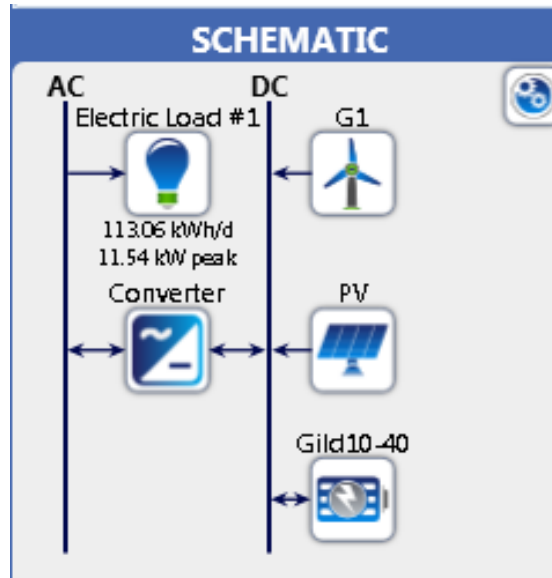 SCHEMATIC
AC
DC
Electric Load #1
G1
113.06 kWh/d
11.54 kW peak
Converter
PV
Gild10-40